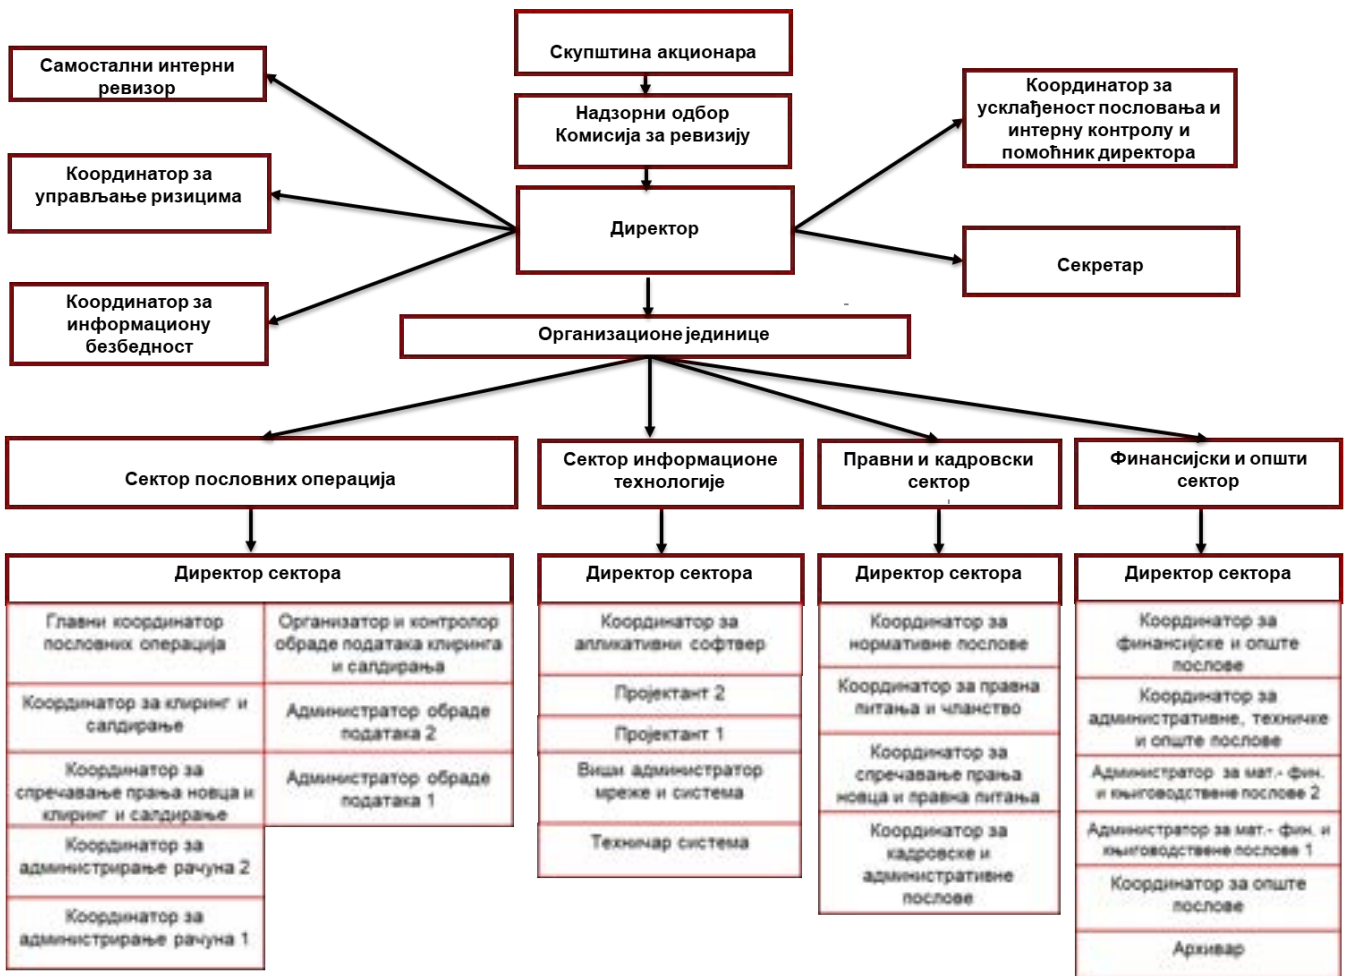 Скупштина акционара
Самостални интерни
ревизор
Надзорни одбор
Комисија за ревизију
Координатор за
усклађеност пословања и
интерну контролу и
помоћник директора
Координатор за
управљање ризицима
Директор
Секретар
Координатор за
информациону
безбедност
Организационе јединице
Сектор пословних операција
Сектор информационе
технологије
Правни и кадровски
сектор
Финансијски и општи
сектор
Директор сектора
Главни координатор
пословних операција
Координатор за клиринг и
салдирање
Координатор за
спречавање прања новца и
клиринг и салдирање
Координатор за
администрирање рачуна 2
Координатор за
администрирање рачуна 1
Организатор и контролор
обраде података клиринга
и салдирања
Администратор обраде
података 2
Администратор обраде
података 1
Директор сектора
Координатор за
апликативни софтвер
Пројектант 2
Пројектант 1
Виши администратор
мреже и система
Техничар система
Директор сектора
Координатор за
нормативне послове
Координатор за правна
питања и чланство
Координатор за
спречавање прања
новца и правна питања
Координатор за
кадровске и
административне
послове
Директор сектора
Координатор за
финансијске и опште
послове
Координатор за
административне, техничке
и опште послове
Администратор за мат.- фин.
и књиговодствене послове 2
Администратор за мат.- фин. и
књиговодствене послове 1
Координатор за опште
послове
Архивар